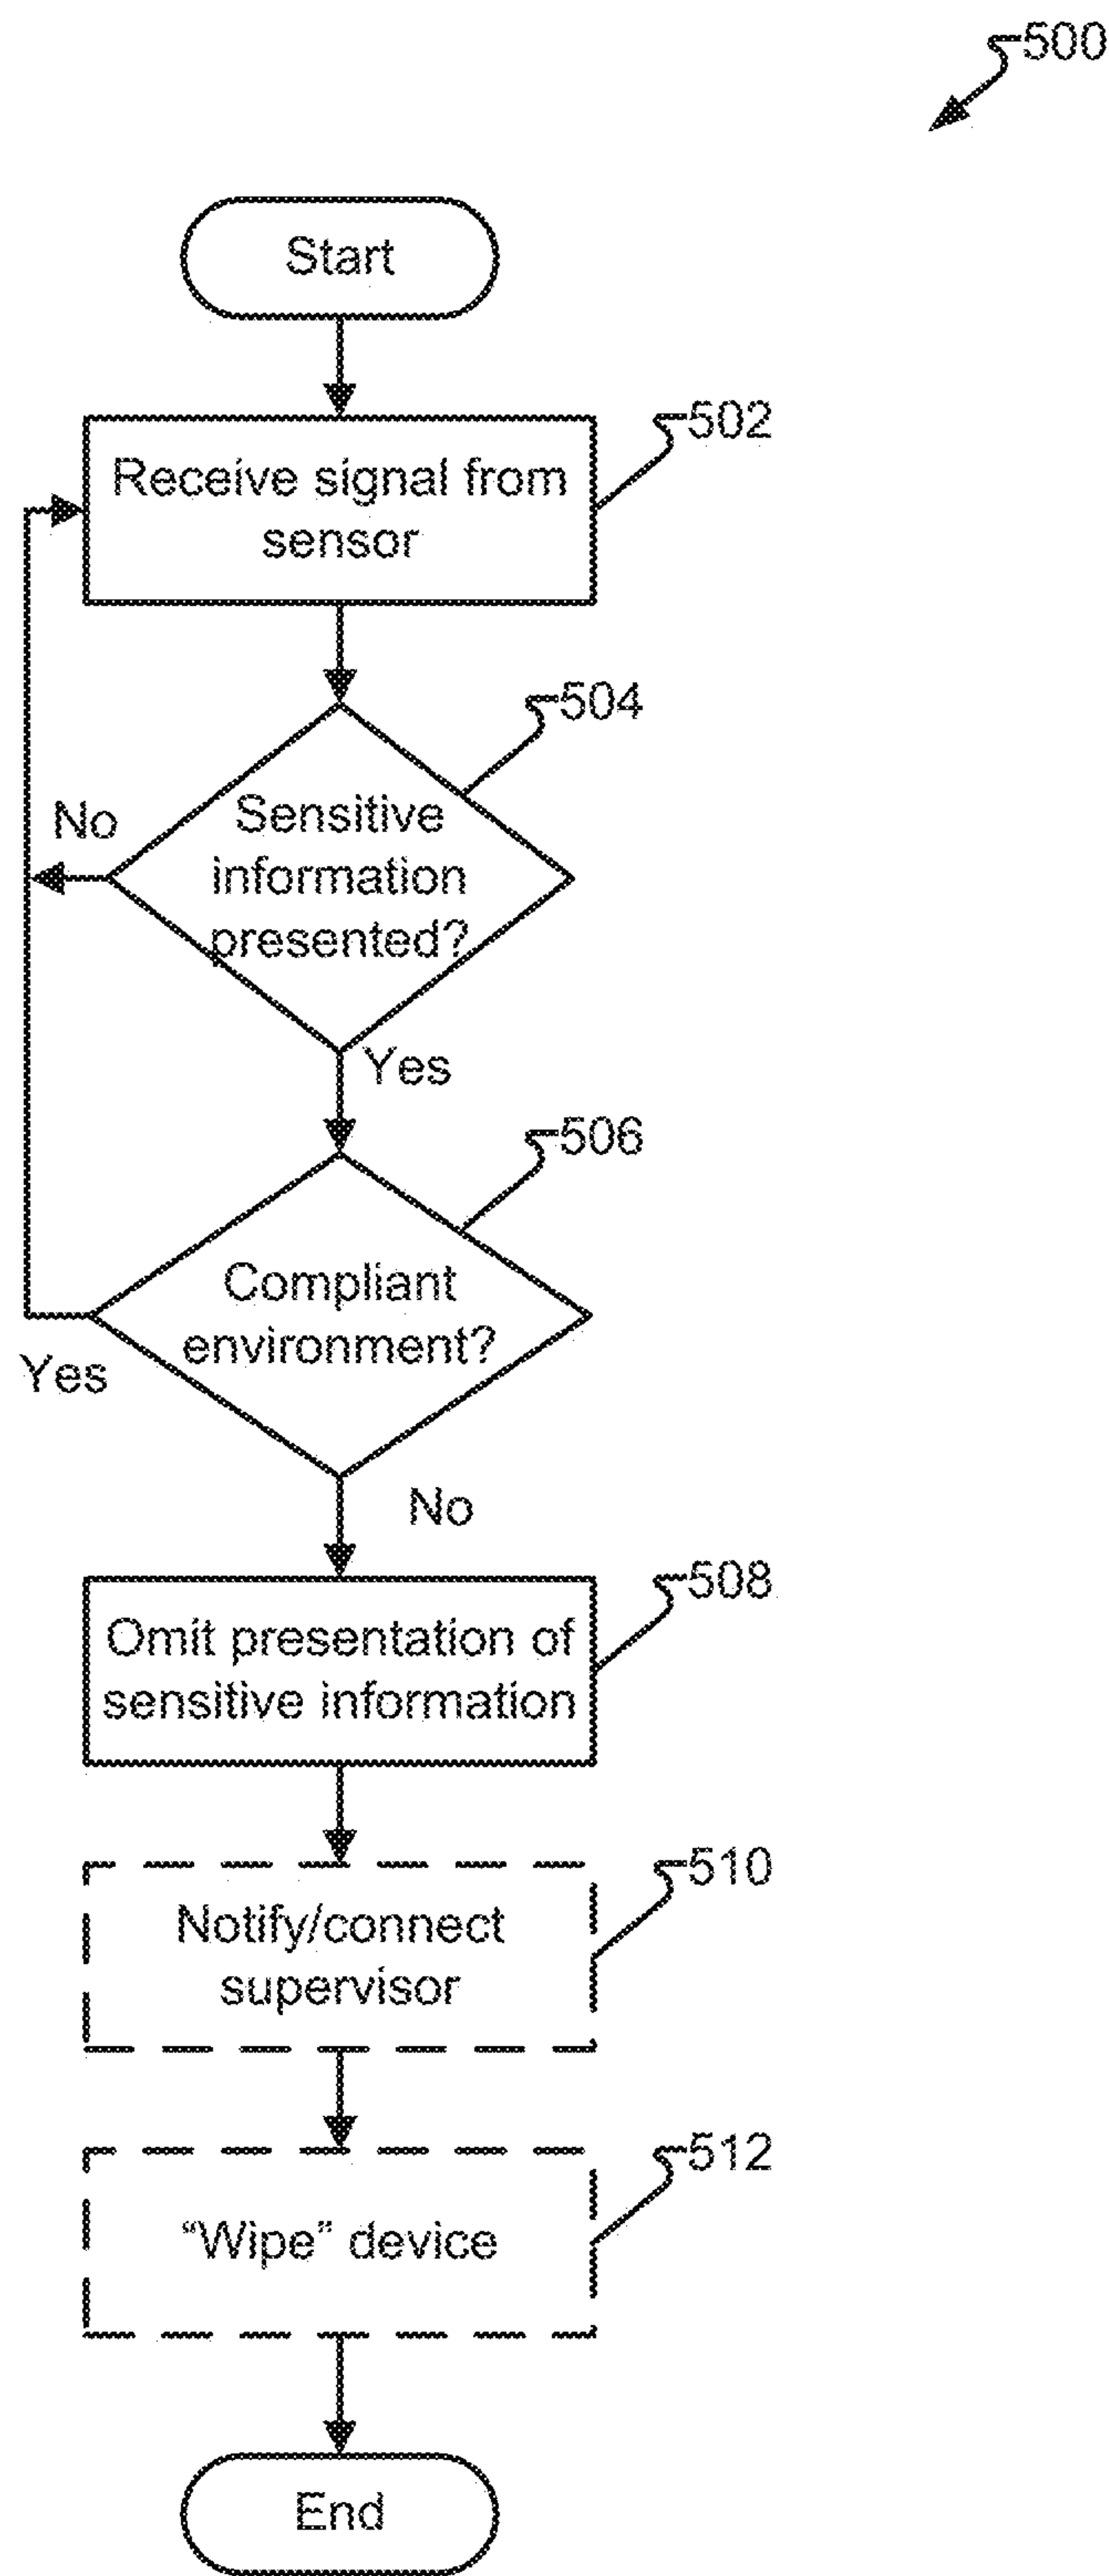 500
Start
502
Receive signal from
sensor
504
No
Sensitive
information
presented?
Yes
506
Compliant
environment?
Yes
No
508
Omit presentation of
sensitive information
510
Notify/connect
supervisor
512
“Wipe” device
End